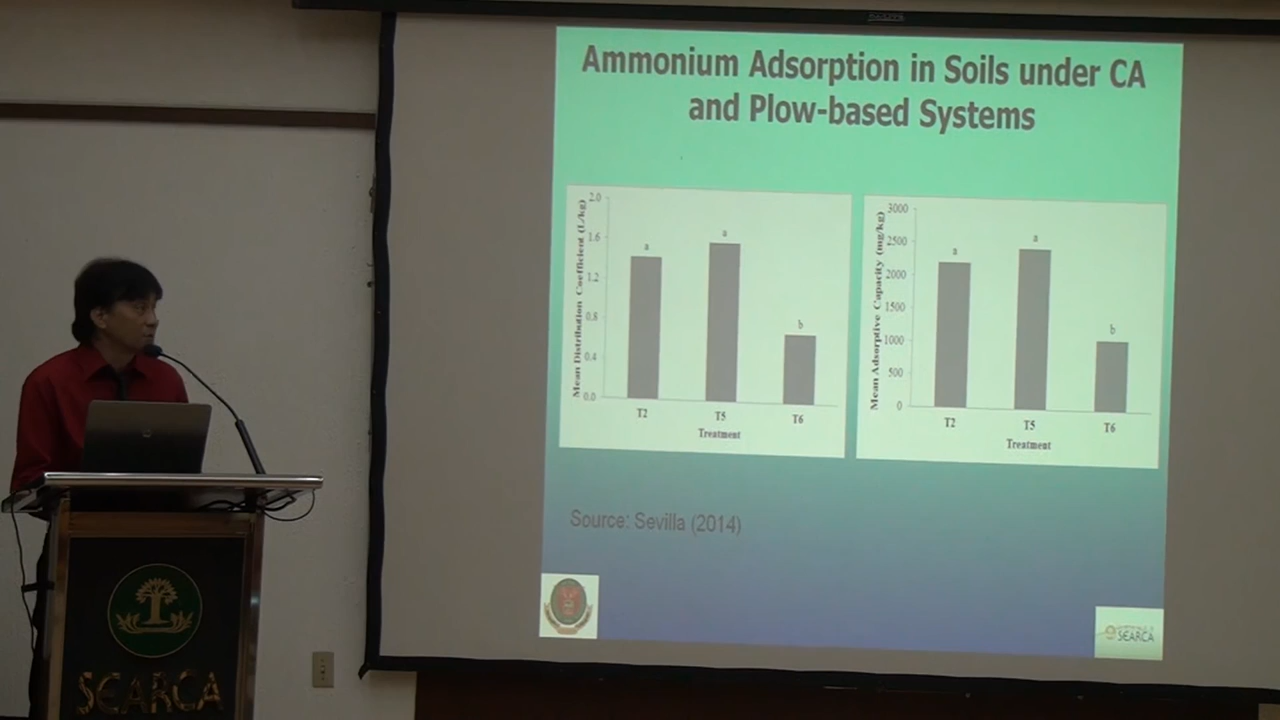 Ammonium Adsorption in Soils under CA
and Plow-based Systems
Mean Distribution Coefficient (L/kg)
2.0
1.6
1.2
0.8
0.4
0.0
a
a
b
T2
T5
T6
Treatment
Mean Adsorptive Capacity (mg/kg)
3000
2500
2000
1500
1000
500
0
a
a
b
T2
T5
T6
Treatment
Source: Sevilla (2014)
SEARCA
SEARCA